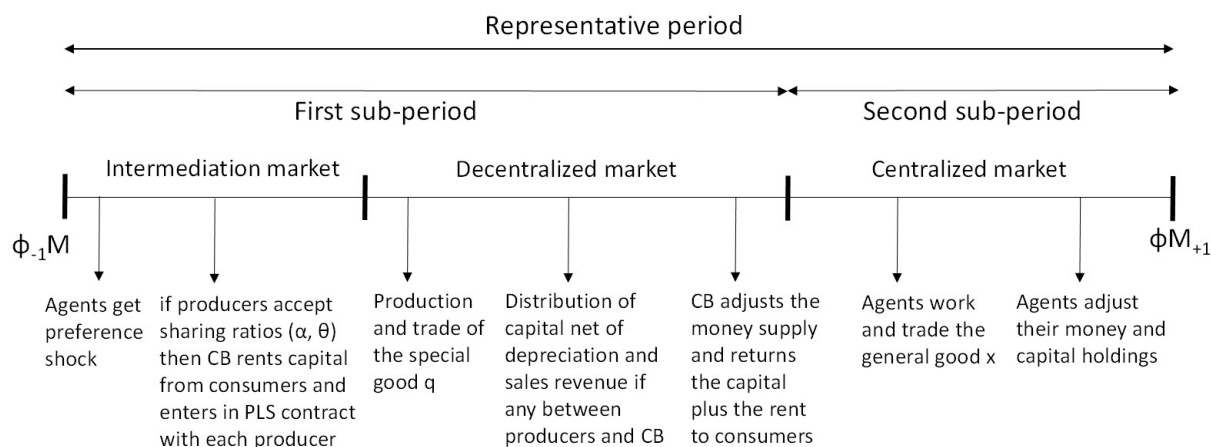 Representative period
First sub-period
Second sub-period
Intermediation market
Decentralized market
Centralized market
ϕ-1M
ϕM+1
Agents get
preference
shock
if producers accept
sharing ratios (α, θ)
then CB rents capital
from consumers and
enters in PLS contract
with each producer
Production
and trade of
the special
good q
Distribution of
capital net of
depreciation and
sales revenue if
any between
producers and CB
CB adjusts the
money supply
and returns
the capital
plus the rent
to consumers
Agents work
and trade the
general good x
Agents adjust
their money and
capital holdings